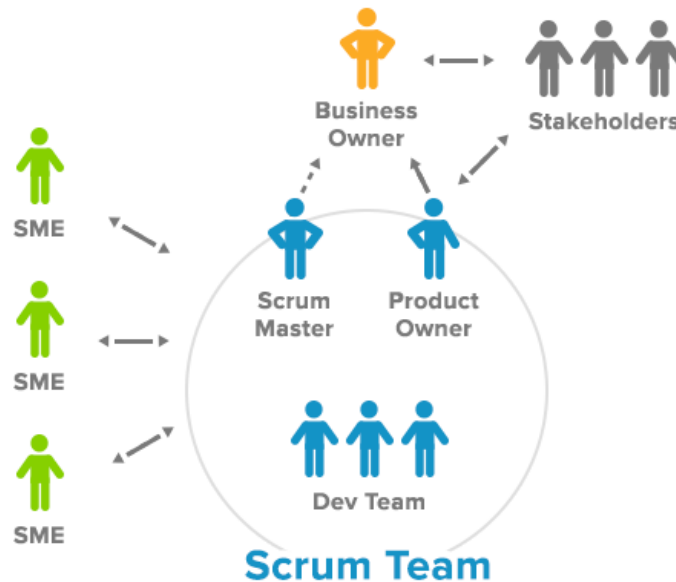 Business
Owner
Stakeholders
SME
Scrum
Master
Product
Owner
SME
Dev Team
SME
Scrum Team